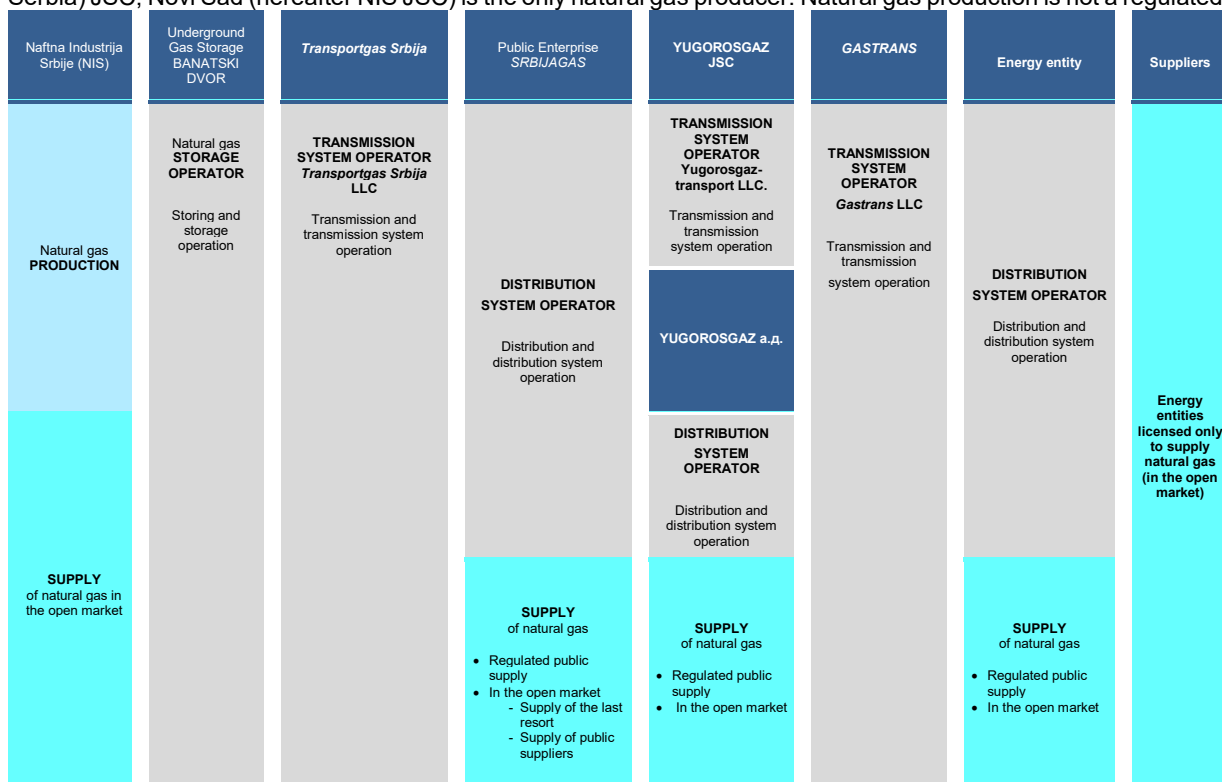 Serbia) JSC, Novi Sad (hereafter NIS JSC) is the only natural gas producer. Natural gas production is not a regulated
Naftna Industrija
Srbije (NIS)
Underground
Gas Storage
BANATSKI
DVOR
Transportgas Srbija
Public Enterprise
SRBIJAGAS
YUGOROSGAZ
JSC
GASTRANS
Energy entity
Suppliers
Natural gas
PRODUCTION
SUPPLY
of natural gas in
the open market
Natural gas
STORAGE
OPERATOR
Storing and
storage
operation
TRANSMISSION
SYSTEM OPERATOR
Transportgas Srbija
LLC
Transmission and
transmission system
operation
DISTRIBUTION
SYSTEM OPERATOR
Distribution and
distribution system
operation
SUPPLY
of natural gas
• Regulated public
supply
• In the open market
- Supply of the last
resort
- Supply of public
suppliers
TRANSMISSION
SYSTEM
OPERATOR
Yugorosgaz-
transport LLC.
Transmission and
transmission
system operation
YUGOROSGAZ а.д.
DISTRIBUTION
SYSTEM
OPERATOR
Distribution and
distribution system
operation
SUPPLY
of natural gas
• Regulated public
supply
• In the open market
TRANSMISSION
SYSTEM
OPERATOR
Gastrans LLC
Transmission and
transmission
system operation
DISTRIBUTION
SYSTEM OPERATOR
Distribution and
distribution system
operation
SUPPLY
of natural gas
• Regulated public
supply
• In the open market
Energy
entities
licensed only
to supply
natural gas
(in the open
market)